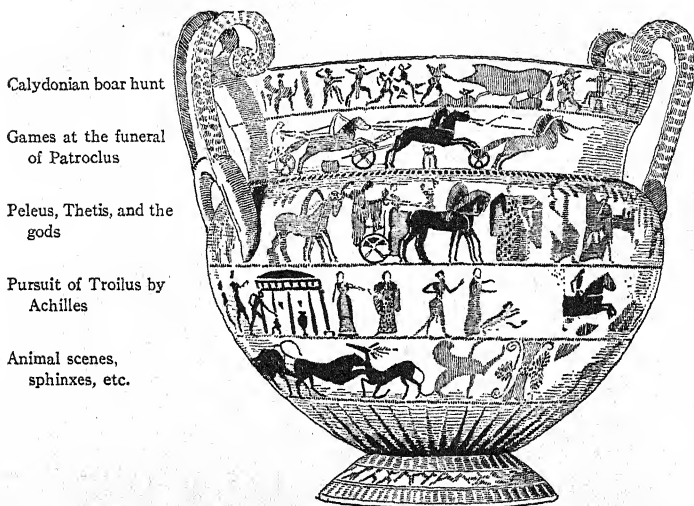 Calydonian boar hunt
Games at the funeral
of Patroclus
Peleus, Thetis, and the
gods
Pursuit of Troilus by
Achilles
Animal scenes,
sphinxes, etc.